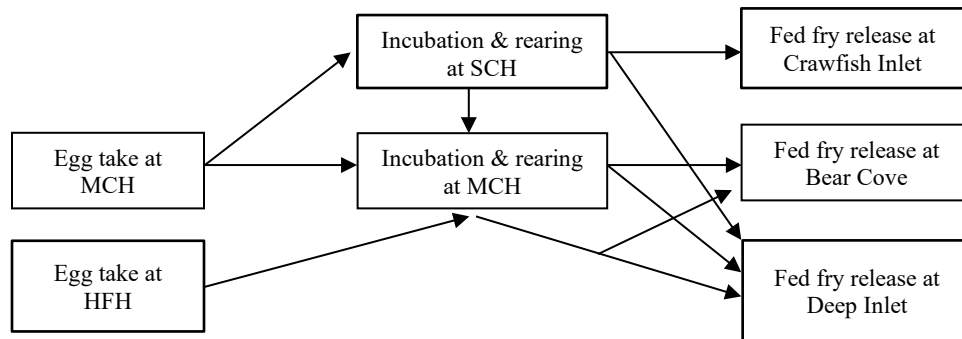 Incubation & rearing
at SCH
Fed fry release at
Crawfish Inlet
Egg take at
MCH
Incubation & rearing
at MCH
Fed fry release at
Bear Cove
Egg take at
HFH
Fed fry release at
Deep Inlet